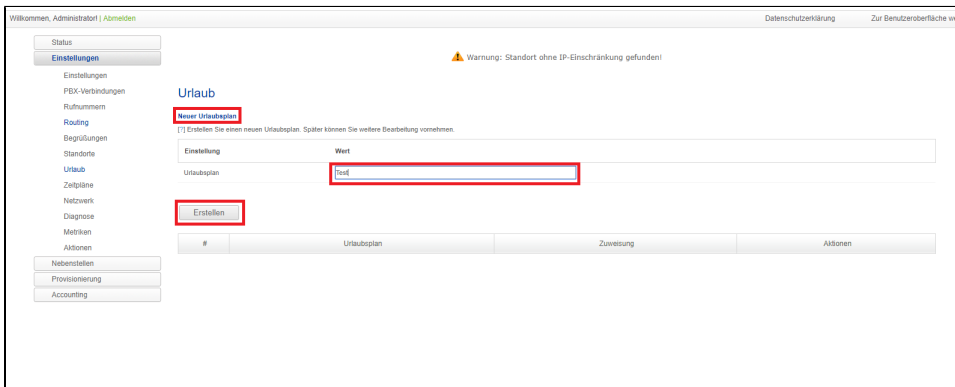 Willkommen, Administrator! | Abmelden
Datenschutzerklärung
Zur Benutzeroberfläche we
Status
Einstellungen
Einstellungen
PBX-Verbindungen
Rufnummern
Routing
Begrüßungen
Standorte
Urlaub
Zeitpläne
Netzwerk
Diagnose
Metriken
Aktionen
Nebenstellen
Provisionierung
Accounting
Warnung: Standort ohne IP-Einschränkung gefunden!
Urlaub
Neuer Urlaubsplan
[?] Erstellen Sie einen neuen Urlaubsplan. Später können Sie weitere Bearbeitung vornehmen.
Einstellung Wert
Urlaubsplan Test
Erstellen
# Urlaubsplan Zuweisung Aktionen